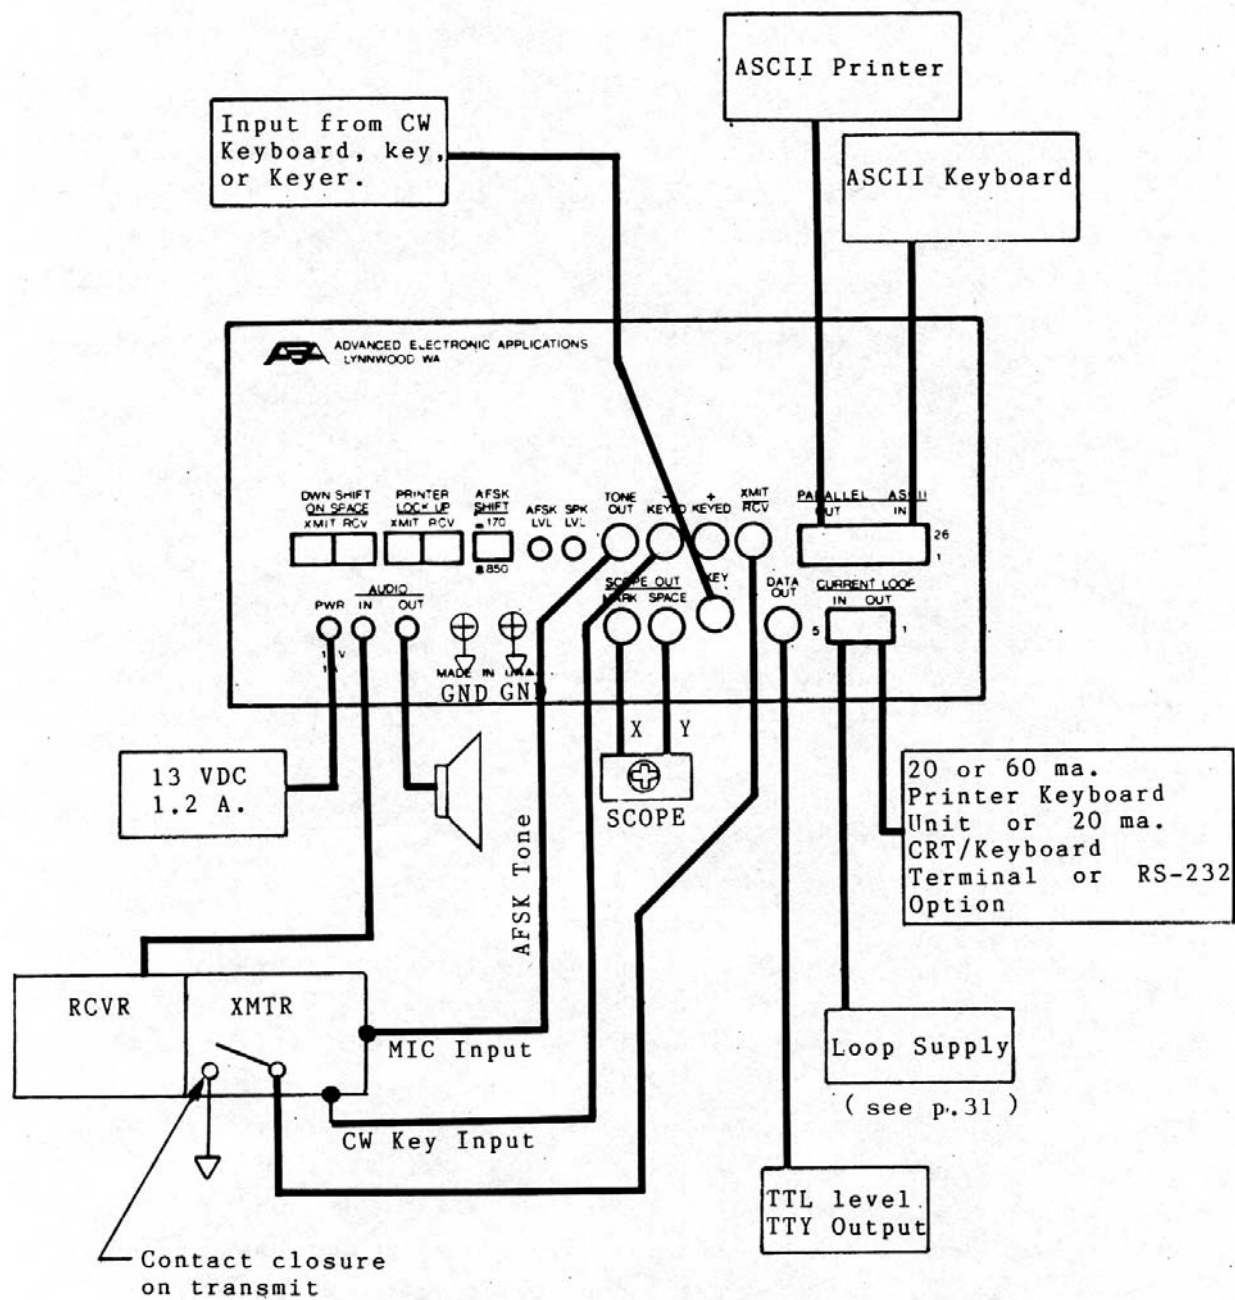 ASCII Printer
Input from CW
Keyboard, key,
or Keyer.
ASCII Keyboard
ADVANCED ELECTRONIC APPLICATIONS
LYNNWOOD WA
DWN SHIFT
ON SPACE
XMIT RCV
PRINTER
LOCK UP
XMIT RCV
AFSK
SHIFT
170
850
AFSK
LVL
SPK
LVL
TONE
OUT
-
KEYED
+
KEYED
XMIT
RCV
PARALLEL ASCII
OUT IN
26
1
PWR
AUDIO
IN OUT
SCOPE OUT
MARK SPACE
KEY
DATA
OUT
CURRENT LOOP
IN OUT
5
1
MADE IN
GND GND
X Y
SCOPE
13 VDC
1.2 A.
AFSK Tone
20 or 60 ma.
Printer Keyboard
Unit or 20 ma.
CRT/Keyboard
Terminal or RS-232
Option
RCVR
XMTR
MIC Input
CW Key Input
Loop Supply
( see p.31 )
TTL level
TTY Output
Contact closure
on transmit